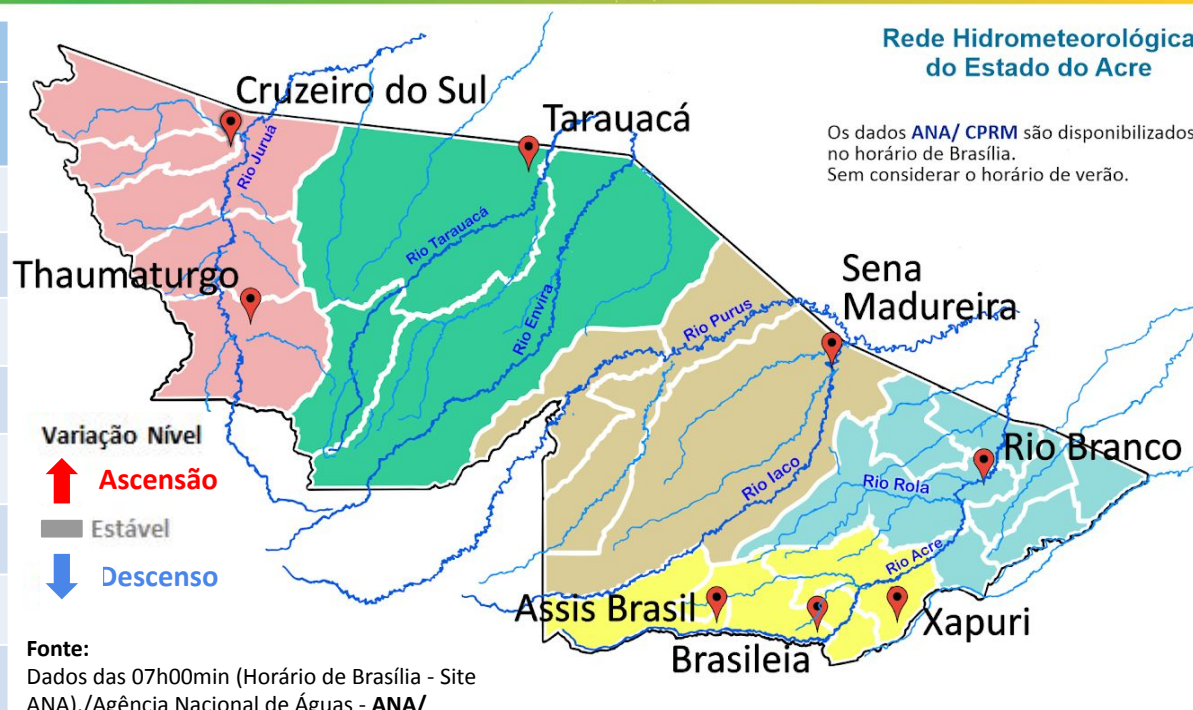 Rede Hidrometeorológica
do Estado do Acre
Os dados ANA/ CPRM são disponibilizados
no horário de Brasília.
Sem considerar o horário de verão.
Cruzeiro do Sul
Tarauacá
Rio Juruá
Rio Tarauacá
Thaumaturgo
Rio Envira
Sena
Madureira
Rio Purus
Variação Nível
Ascensão
Estável
Descenso
Rio Branco
Rio Iaco
Rio Rola
Rio Acre
Assis Brasil
Xapuri
Brasileia
Fonte:
Dados das 07h00min (Horário de Brasília - Site
ANA)./Agência Nacional de Águas - ANA/